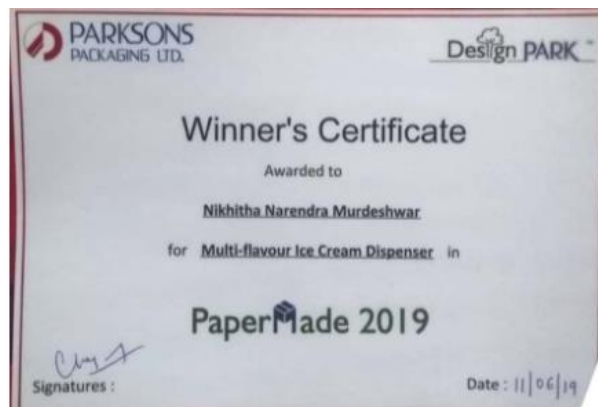 PARKSONS
PACKAGING LTD.
Design PARK ™
Winner's Certificate
Awarded to
Nikhitha Narendra Murdeshwar
for Multi-flavour Ice Cream Dispenser in
PaperMade 2019
Signatures :
Date : 11|06|19